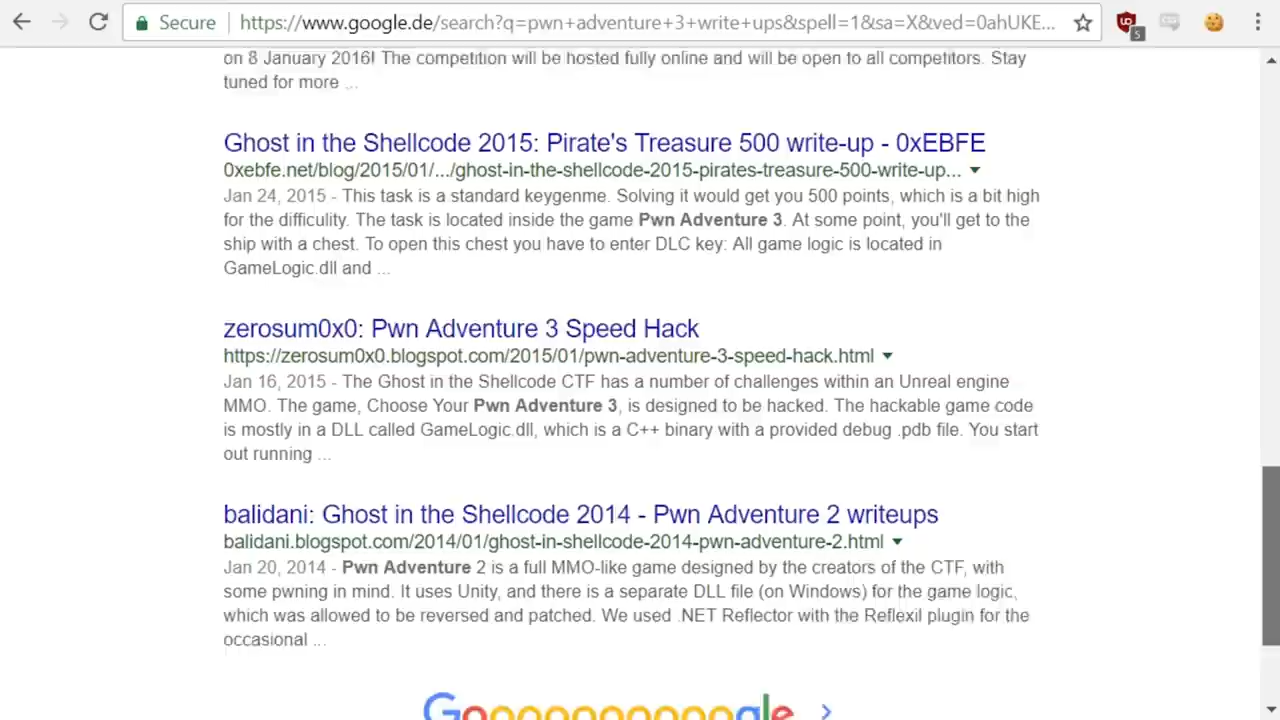 Secure https://www.google.de/search?q=pwn+adventure+3+write+ups&spell=1&sa=X&ved=0ahUKE...
5
on 8 January 2016! The competition will be hosted fully online and will be open to all competitors. Stay
tuned for more ...
Ghost in the Shellcode 2015: Pirate's Treasure 500 write-up - 0xEBFE
0xebfe.net/blog/2015/01/.../ghost-in-the-shellcode-2015-pirates-treasure-500-write-up...
Jan 24, 2015 - This task is a standard keygenme. Solving it would get you 500 points, which is a bit high
for the difficulity. The task is located inside the game Pwn Adventure 3. At some point, you'll get to the
ship with a chest. To open this chest you have to enter DLC key: All game logic is located in
GameLogic.dll and ...
zerosum0x0: Pwn Adventure 3 Speed Hack
https://zerosum0x0.blogspot.com/2015/01/pwn-adventure-3-speed-hack.html
Jan 16, 2015 - The Ghost in the Shellcode CTF has a number of challenges within an Unreal engine
MMO. The game, Choose Your Pwn Adventure 3, is designed to be hacked. The hackable game code
is mostly in a DLL called GameLogic.dll, which is a C++ binary with a provided debug .pdb file. You start
out running ...
balidani: Ghost in the Shellcode 2014 - Pwn Adventure 2 writeups
balidani.blogspot.com/2014/01/ghost-in-shellcode-2014-pwn-adventure-2.html
Jan 20, 2014 - Pwn Adventure 2 is a full MMO-like game designed by the creators of the CTF, with
some pwning in mind. It uses Unity, and there is a separate DLL file (on Windows) for the game logic,
which was allowed to be reversed and patched. We used .NET Reflector with the Reflexil plugin for the
occasional ...
Goooooooooogle